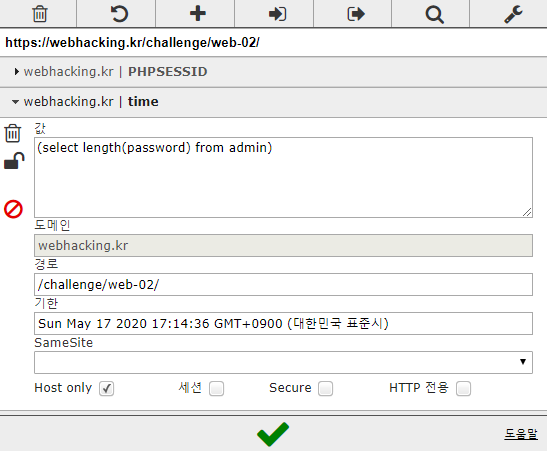 https://webhacking.kr/challenge/web-02/
webhacking.kr | PHPSESSID
webhacking.kr | time
값
(select length(password) from admin)
도메인
webhacking.kr
경로
/challenge/web-02/
기한
Sun May 17 2020 17:14:36 GMT+0900 (대한민국 표준시)
SameSite
Host only 세션 Secure HTTP 전용
도움말